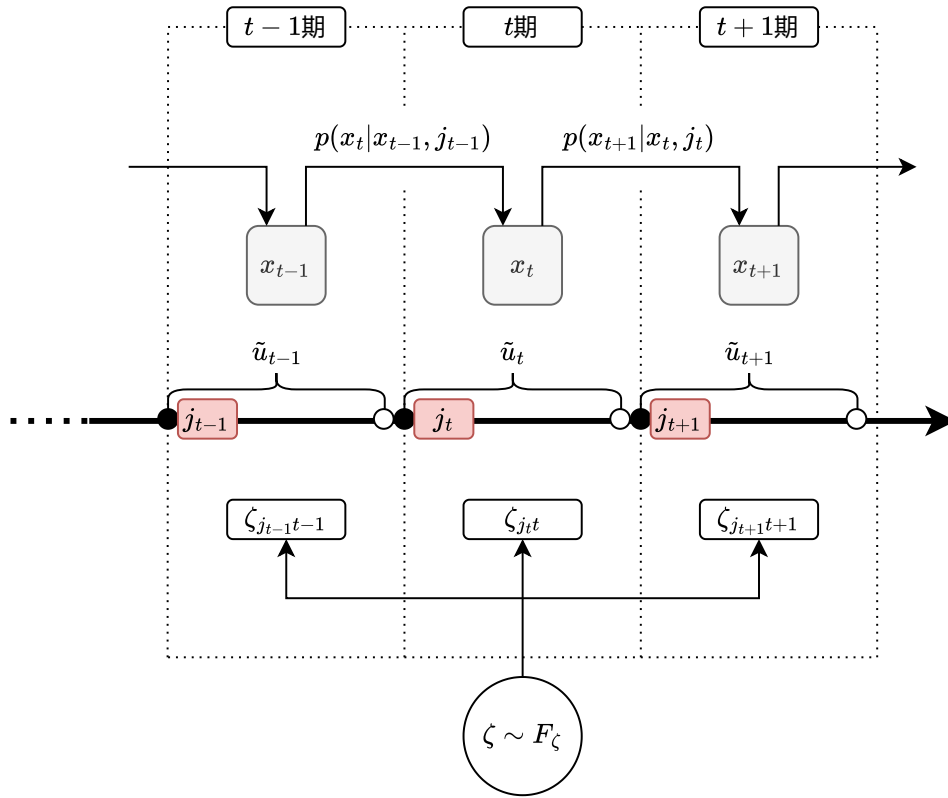 t − 1期
t期
t + 1期
p(x_t|x_{t−1}, j_{t−1})
p(x_{t+1}|x_t, j_t)
x_{t−1}
x_t
x_{t+1}
ũ_{t−1}
ũ_t
ũ_{t+1}
j_{t−1}
j_t
j_{t+1}
ζ_{j_{t−1}t−1}
ζ_{j_t t}
ζ_{j_{t+1}t+1}
ζ ∼ F_ζ